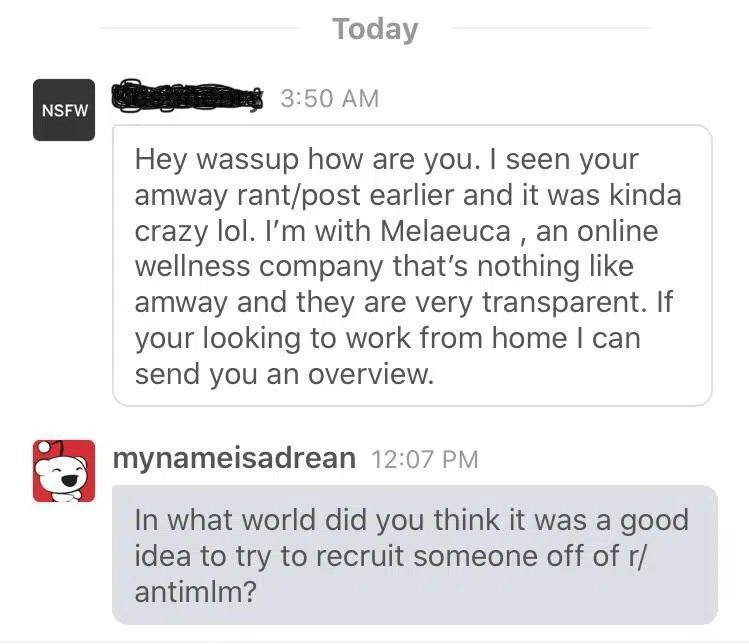 Today
NSFW
3:50 AM
Hey wassup how are you. I seen your
amway rant/post earlier and it was kinda
crazy lol. I’m with Melaeuca , an online
wellness company that’s nothing like
amway and they are very transparent. If
your looking to work from home I can
send you an overview.
mynameisadrean 12:07 PM
In what world did you think it was a good
idea to try to recruit someone off of r/
antimlm?